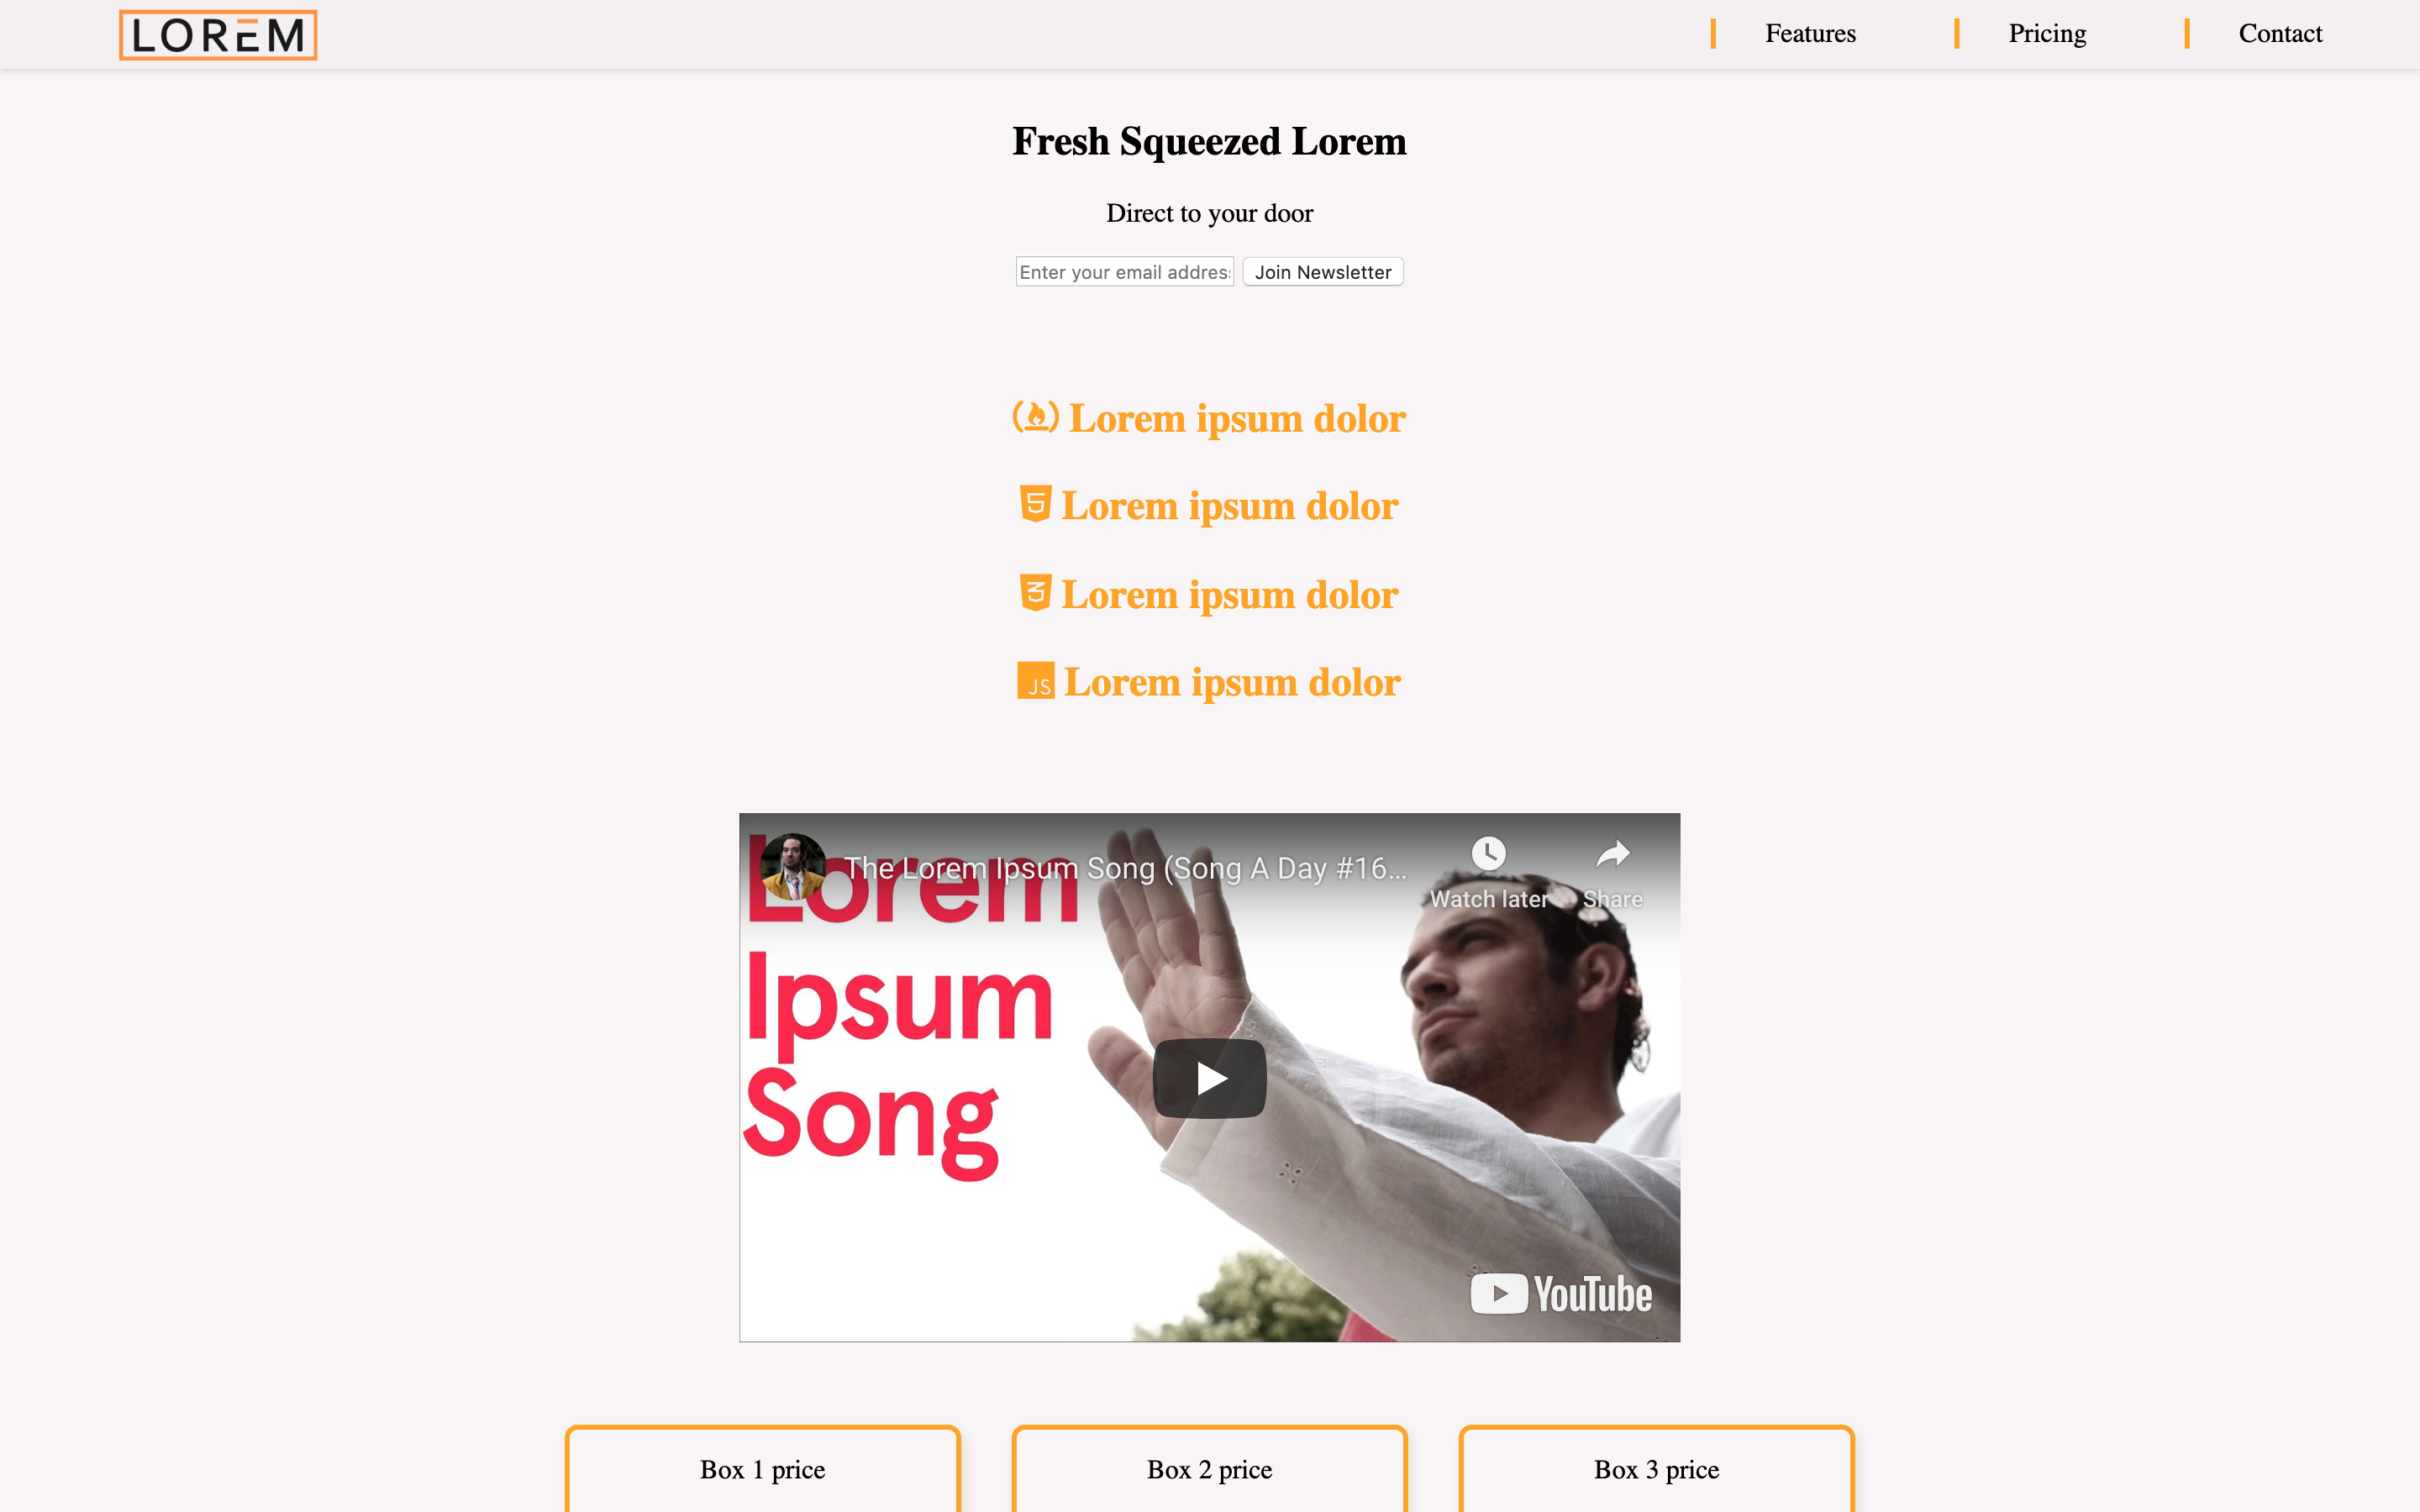 LOREM
Features
Pricing
Contact
Fresh Squeezed Lorem
Direct to your door
Enter your email addres
Join Newsletter
Lorem ipsum dolor
5 Lorem ipsum dolor
3 Lorem ipsum dolor
JS Lorem ipsum dolor
The Lorem Ipsum Song (Song A Day #16...
Watch later
Share
Lorem
Ipsum
Song
YouTube
Box 1 price
Box 2 price
Box 3 price